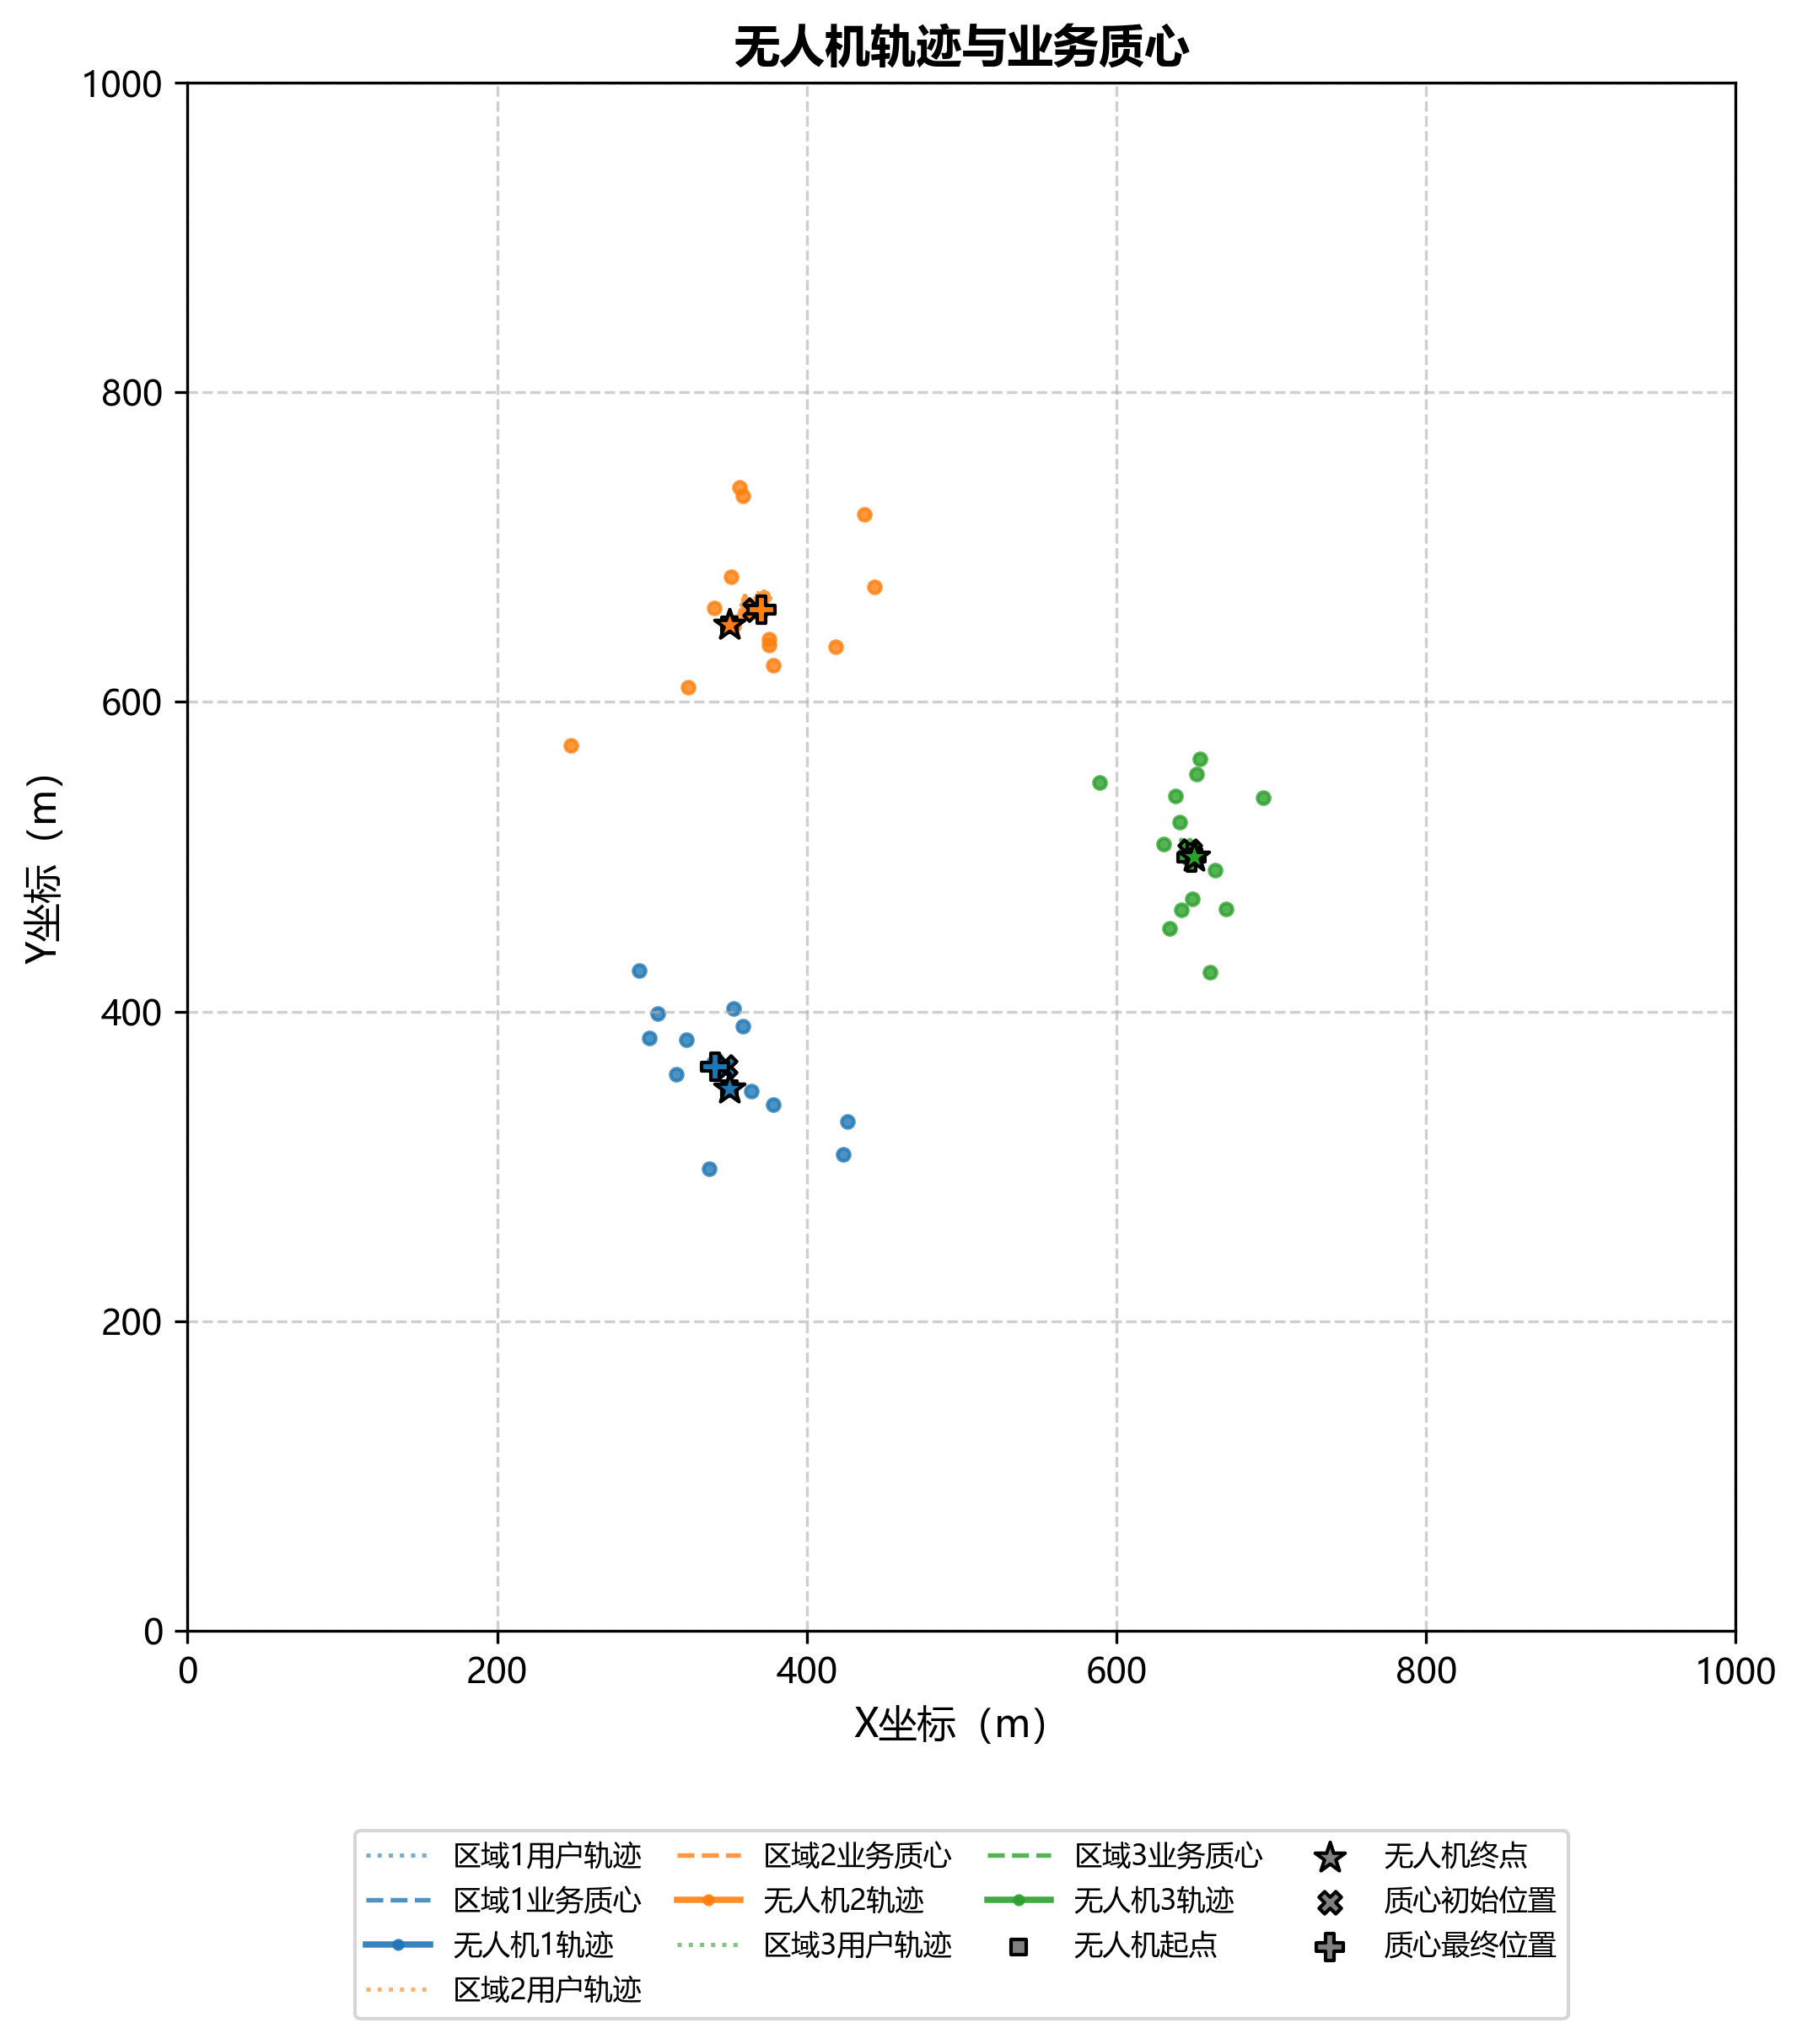 无人机轨迹与业务质心
1000
800
600
400
200
0
Y坐标（m）
0 200 400 600 800 1000
X坐标（m）
区域1用户轨迹 区域2业务质心 区域3业务质心 无人机终点
区域1业务质心 无人机2轨迹 无人机3轨迹 质心初始位置
无人机1轨迹 区域3用户轨迹 无人机起点 质心最终位置
区域2用户轨迹